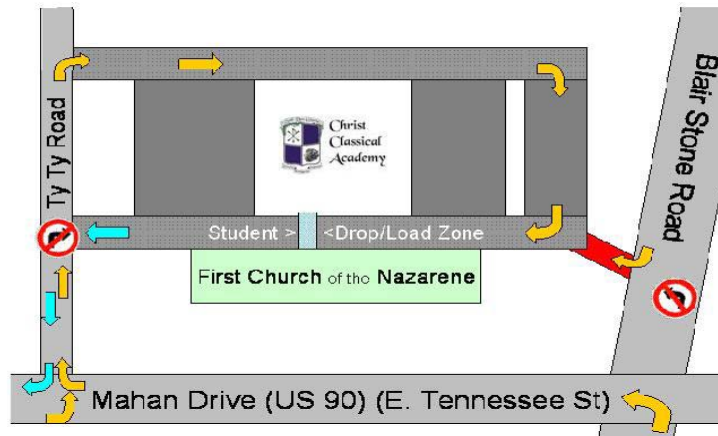 Ty Ty Road
Christ
Classical
Academy
Blair Stone Road
Student > <Drop/Load Zone
First Church of the Nazarene
Mahan Drive (US 90) (E. Tennessee St)